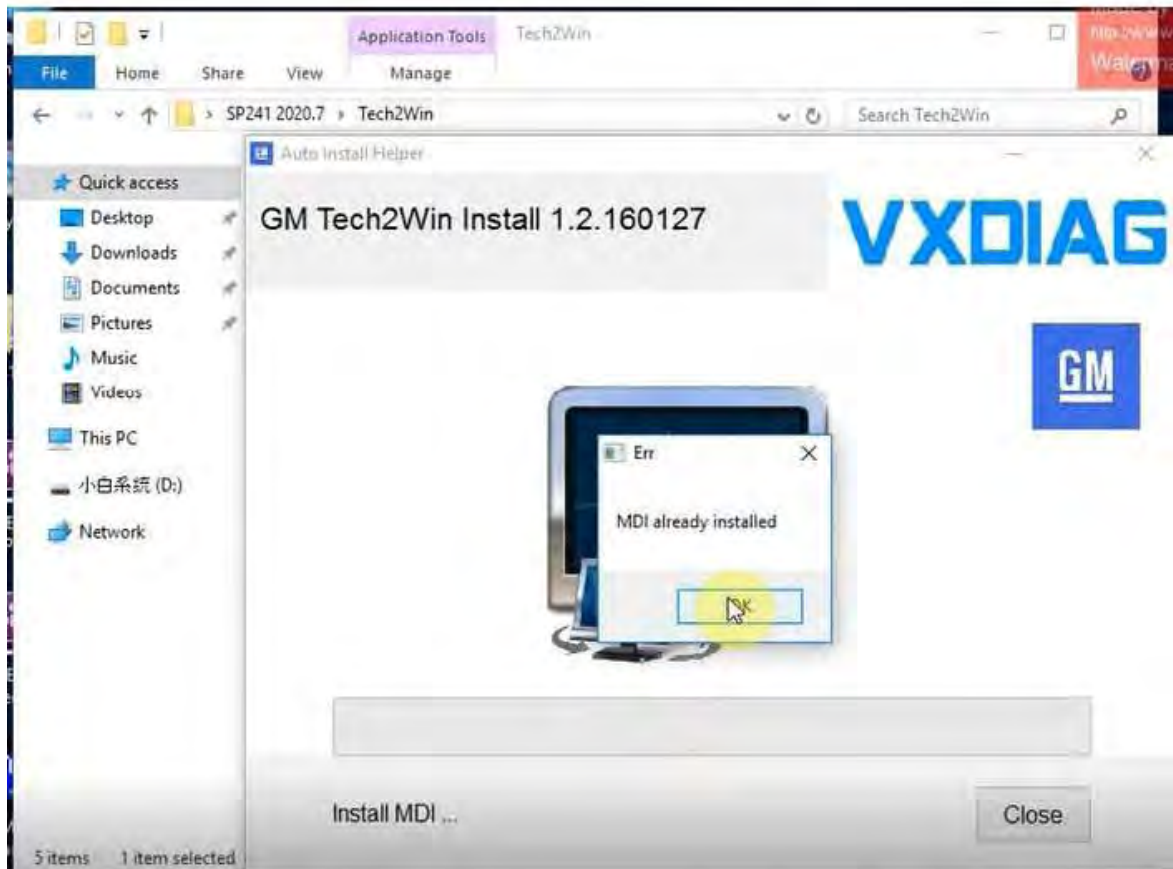 Application Tools
Tech2Win
File
Home
Share
View
Manage
SP241 2020.7
Tech2Win
Search Tech2Win
Auto Install Helper
Quick access
Desktop
Downloads
Documents
Pictures
Music
Videos
This PC
小白系统 (D:)
Network
GM Tech2Win Install 1.2.160127
VXDIAG
GM
Err
MDI already installed
Install MDI ...
Close
5 items 1 item selected